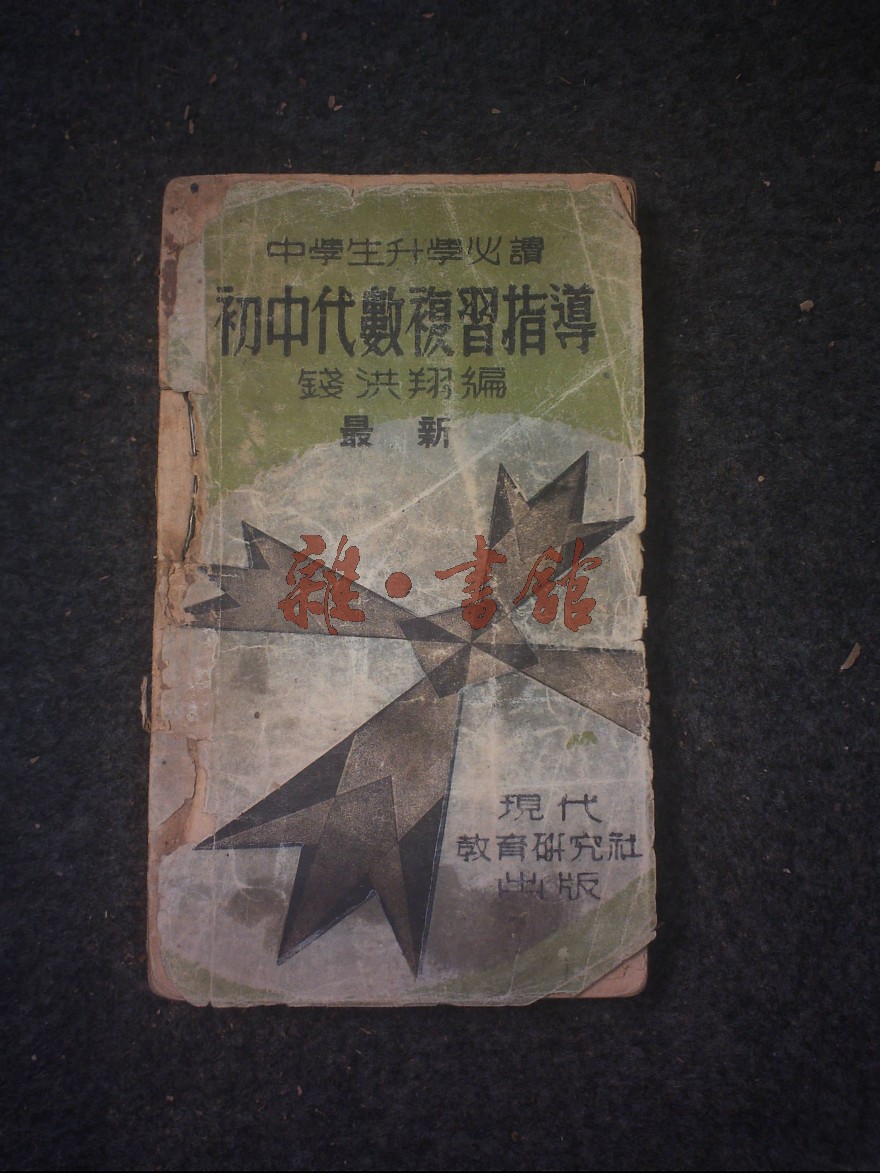 中學生升學必讀
初中代數複習指導
錢洪翔編
最新
雜·書館
現代
教育研究社
出版